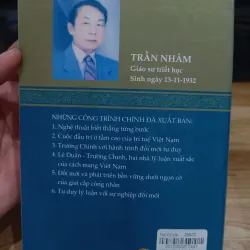 TRẦN NHÂM
Giáo sư triết học
Sinh ngày 13-11-1932
NHỮNG CÔNG TRÌNH CHÍNH ĐÃ XUẤT BẢN:
1. Nghệ thuật biết thắng từng bước
2. Cuộc đấu trí ở tầm cao của trí tuệ Việt Nam
3. Trường Chinh với hành trình đổi mới tư duy
4. Lê Duẩn - Trường Chinh, hai nhà lý luận xuất sắc
của cách mạng Việt Nam
5. Đổi mới và phát triển bền vững dưới ngọn cờ
của giai cấp công nhân
6. Tư duy lý luận với sự nghiệp đổi mới